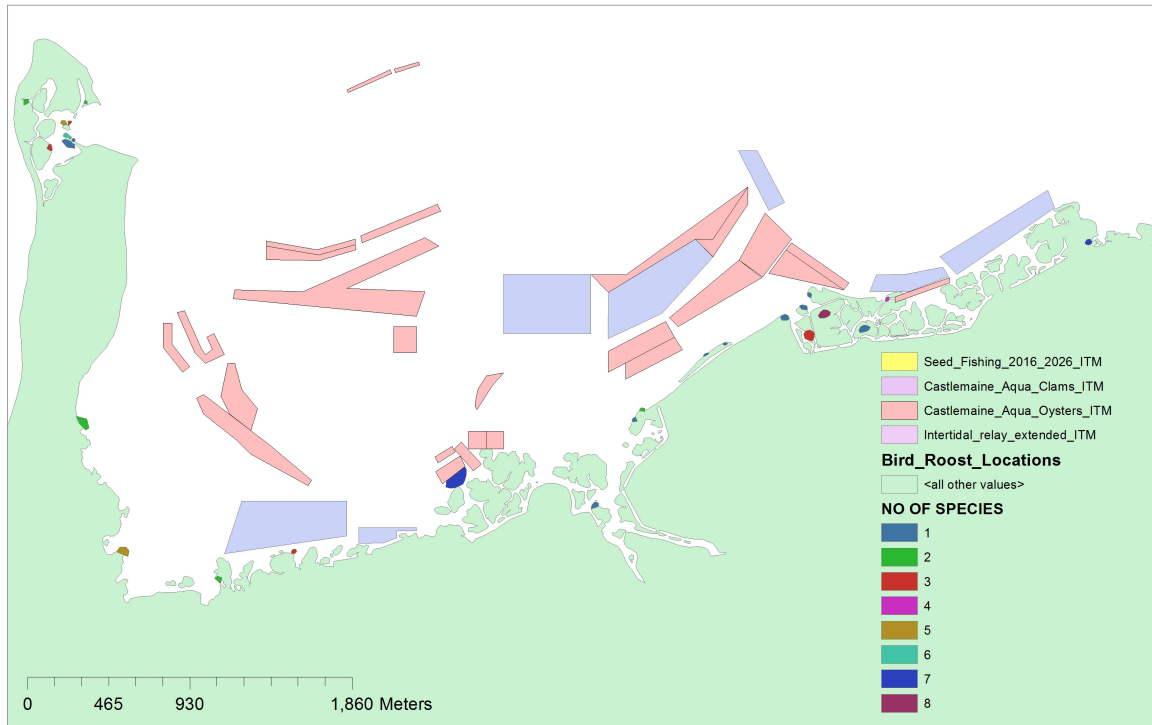 Seed_Fishing_2016_2026_ITM
Castlemaine_Aqua_Clams_ITM
Castlemaine_Aqua_Oysters_ITM
Intertidal_relay_extended_ITM
Bird_Roost_Locations
<all other values>
NO OF SPECIES
1
2
3
4
5
6
7
8
0 465 930 1,860 Meters